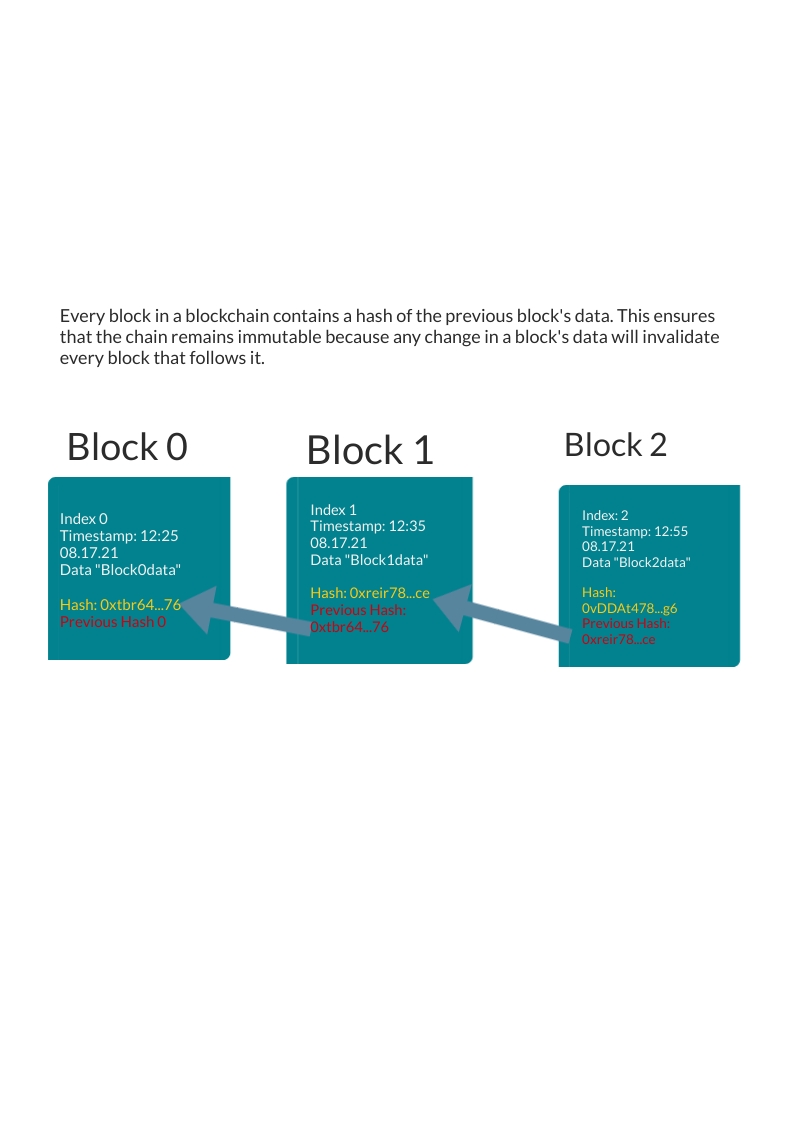 Every block in a blockchain contains a hash of the previous block's data. This ensures
that the chain remains immutable because any change in a block's data will invalidate
every block that follows it.
Block 0
Index 0
Timestamp: 12:25
08.17.21
Data "Block0data"
Hash: 0xtbr64...76
Previous Hash 0
Block 1
Index 1
Timestamp: 12:35
08.17.21
Data "Block1data"
Hash: 0xreir78...ce
Previous Hash:
0xtbr64...76
Block 2
Index: 2
Timestamp: 12:55
08.17.21
Data "Block2data"
Hash:
0vDDAt478...g6
Previous Hash:
0xreir78...ce